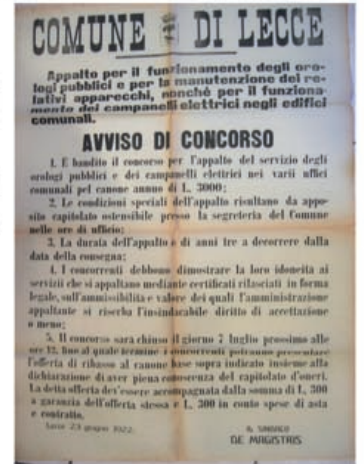 COMUNE DI LECCE
Appalto per il funzionamento degli oro-
logi pubblici e per la manutenzione dei re-
lativi apparecchi, nonchè per il funziona-
mento dei campanelli elettrici negli edifici
comunali.
AVVISO DI CONCORSO
1. È bandito il concorso per l'appalto del servizio degli
orologi pubblici e dei campanelli elettrici nei varii uffici
comunali pel canone annuo di L. 3000;
2. Le condizioni speciali dell'appalto risultano da appo-
sito capitolato ostensibile presso la segreteria del Comune
nelle ore di ufficio;
3. La durata dell'appalto è di anni tre a decorrere dalla
data della consegna;
4. I concorrenti debbono dimostrare la loro idoneità ai
servizii che si appaltano mediante certificati rilasciati in forma
legale, sull'ammissibilità e valore dei quali l'amministrazione
appaltante si riserba l'insindacabile diritto di accettazione
o meno;
5. Il concorso sarà chiuso il giorno 7 luglio prossimo alle
ore 12, fino al quale termine i concorrenti potranno presentare
l'offerta di ribasso al canone base sopra indicato insieme alla
dichiarazione di aver piena conoscenza del capitolato d'oneri.
La detta offerta dev'essere accompagnata dalla somma di L. 500
a garanzia dell'offerta stessa e L. 300 in conto spese di asta
e contratto.
Lecce 23 giugno 1922.
IL SINDACO
DE MAGISTRIS